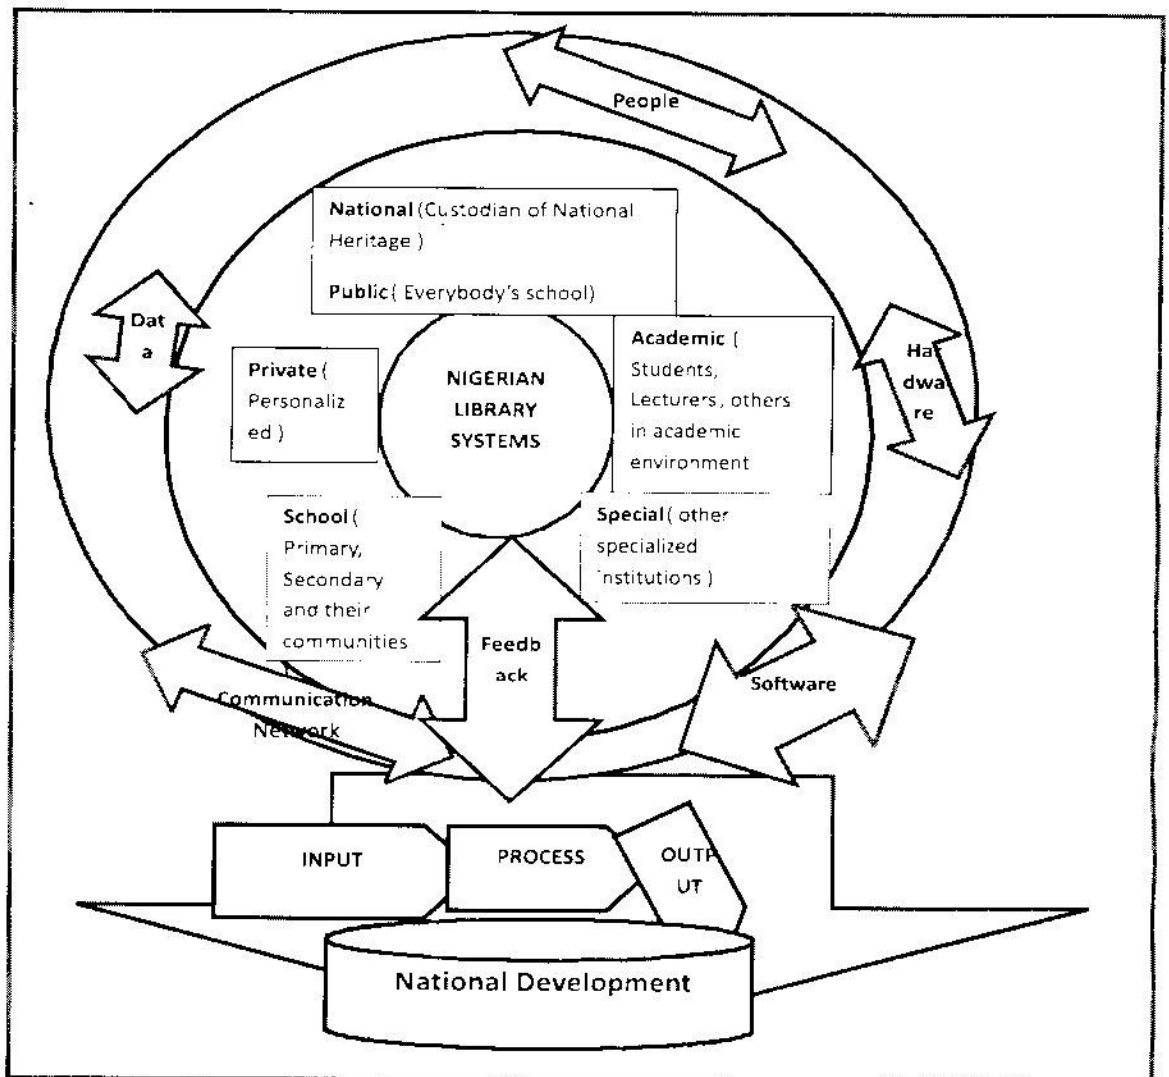 People
National (Custodian of National
Heritage )
Public( Everybody's school)
Dat
a
Private (
Personaliz
ed )
NIGERIAN
LIBRARY
SYSTEMS
Academic (
Students,
Lecturers, others
in academic
environment
Har
dwa
re
School (
Primary,
Secondary
and their
communities
Special ( other
specialized
institutions )
Feedb
ack
Software
Communication
Network
INPUT
PROCESS
OUTP
UT
National Development